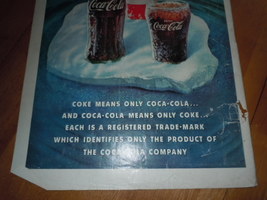 Coca-Cola
Coca-Cola
COKE MEANS ONLY COCA-COLA...
AND COCA-COLA MEANS ONLY COKE...
EACH IS A REGISTERED TRADE-MARK
WHICH IDENTIFIES ONLY THE PRODUCT OF
THE COCA-COLA COMPANY